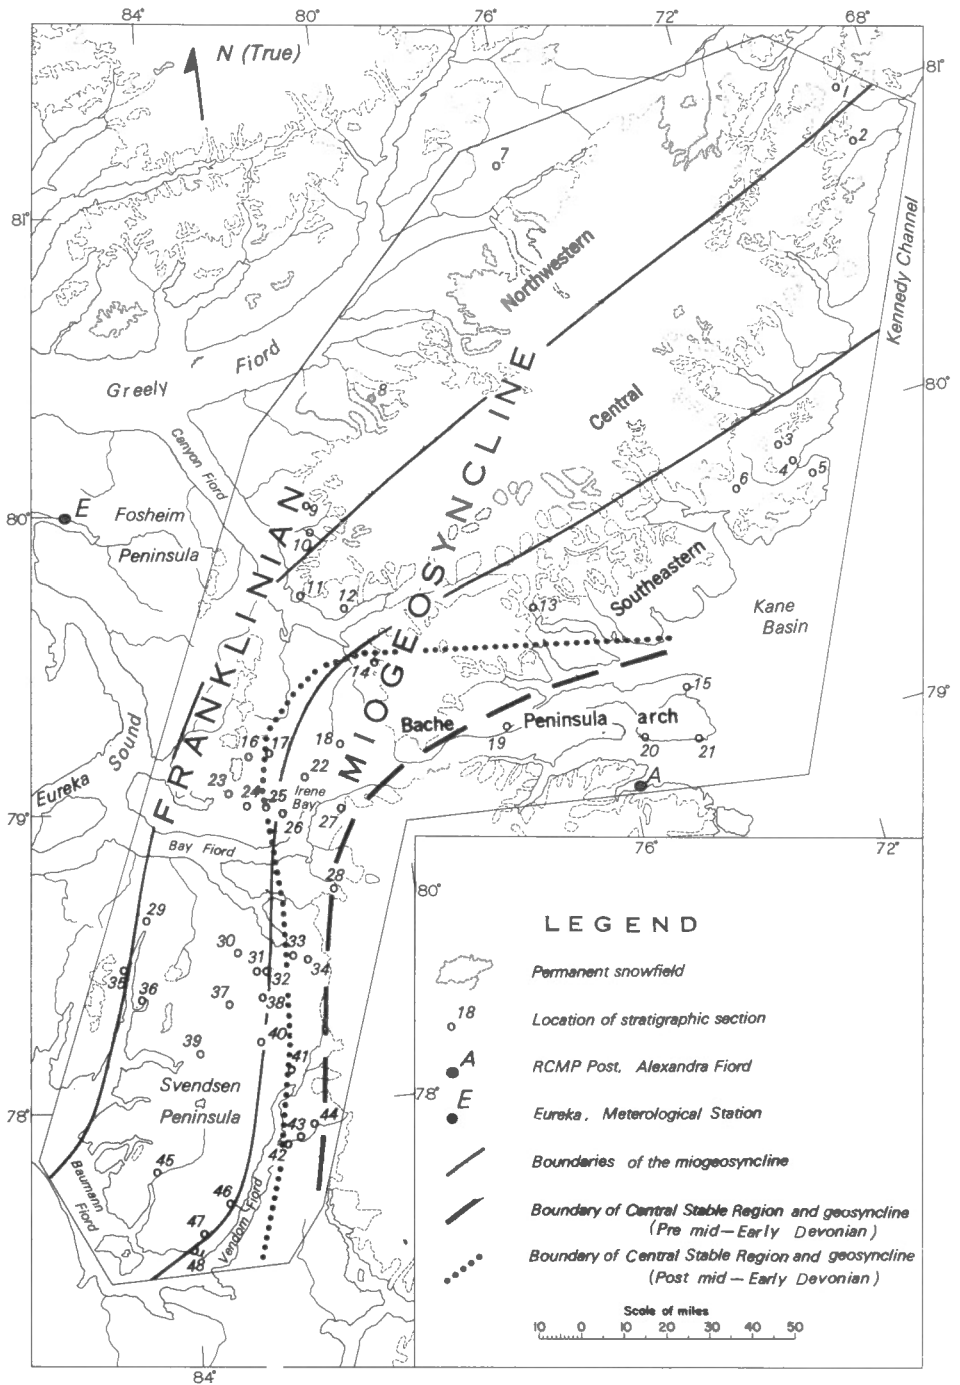 84°
80°
76°
72°
68°
N (True)
81°
1
2
7
81°
Kennedy Channel
Northwestern
Greely Fiord
80°
8
Central
Canyon Fiord
3
4
5
6
E
Fosheim
Peninsula
80°
9
10
11
12
13
Southeastern
Kane
Basin
FRANKLINIAN
MIOGEOSYNCLINE
14
15
79°
Bache Peninsula arch
16
17
18
19
20
21
Eureka Sound
22
23
24
25
Irene
Bay
26
27
A
79°
Bay Fiord
76°
72°
28
80°
29
30
31
32
33
34
35
36
37
38
39
40
41
Svendsen
Peninsula
78°
78°
42
43
44
45
46
47
48
Baumann
Fiord
Vendom Fiord
84°
LEGEND
Permanent snowfield
18
Location of stratigraphic section
A
RCMP Post, Alexandra Fiord
E
Eureka, Meterological Station
Boundaries of the miogeosyncline
Boundary of Central Stable Region and geosyncline
(Pre mid—Early Devonian)
Boundary of Central Stable Region and geosyncline
(Post mid—Early Devonian)
Scale of miles
10 0 10 20 30 40 50